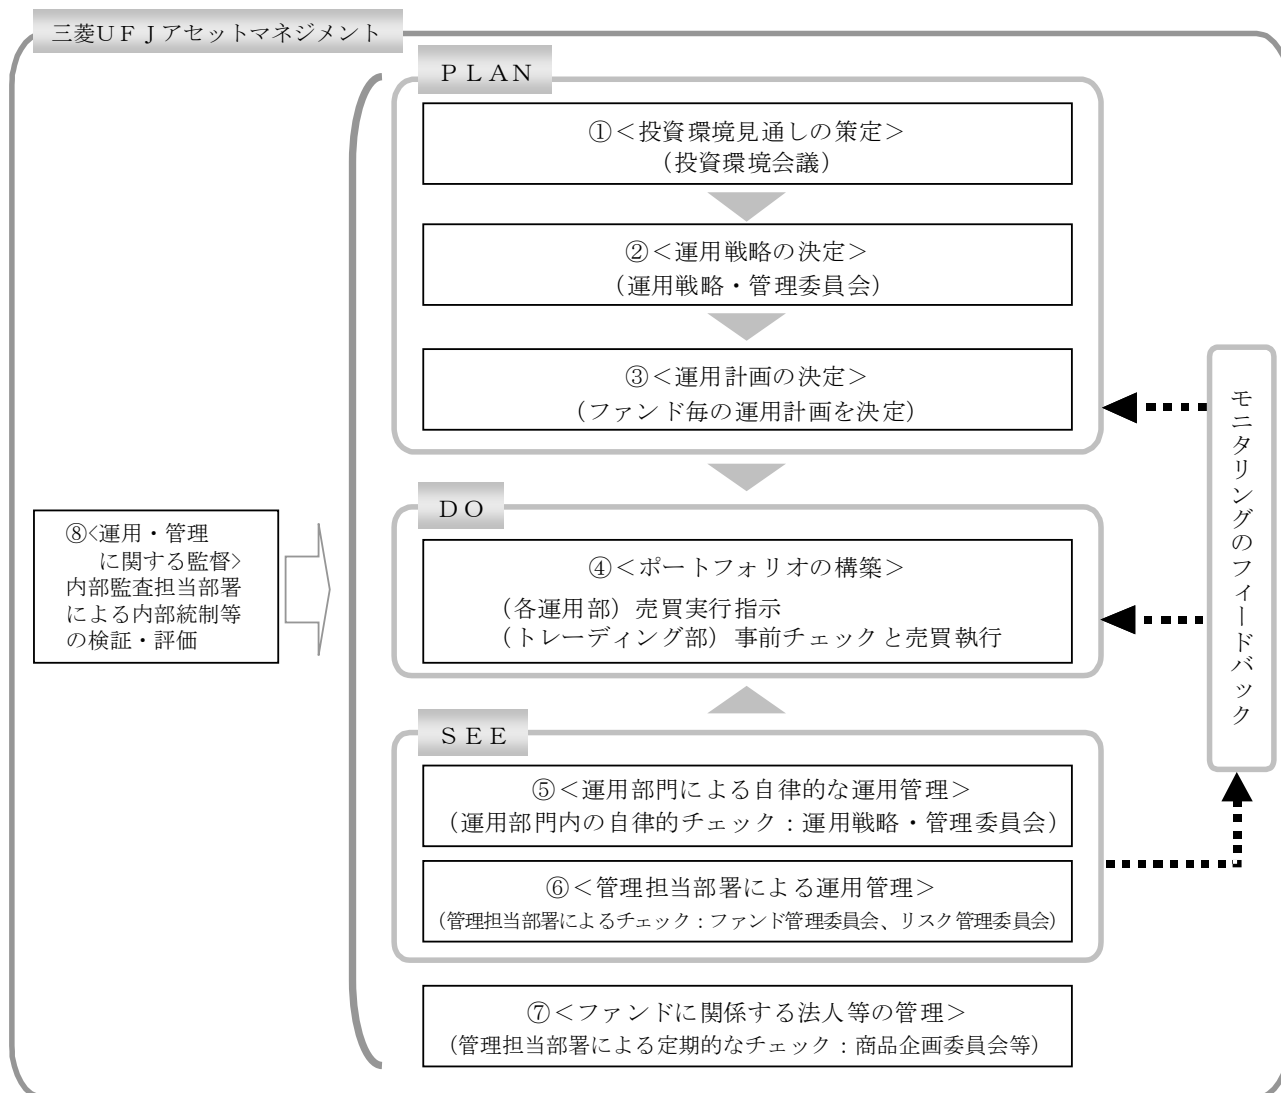 三菱UFJアセットマネジメント
PLAN
①<投資環境見通しの策定>
(投資環境会議)
②<運用戦略の決定>
(運用戦略・管理委員会)
③<運用計画の決定>
(ファンド毎の運用計画を決定)
DO
④<ポートフォリオの構築>
(各運用部)売買実行指示
(トレーディング部)事前チェックと売買執行
SEE
⑤<運用部門による自律的な運用管理>
(運用部門内の自律的チェック:運用戦略・管理委員会)
⑥<管理担当部署による運用管理>
(管理担当部署によるチェック:ファンド管理委員会、リスク管理委員会)
⑦<ファンドに関係する法人等の管理>
(管理担当部署による定期的なチェック:商品企画委員会等)
⑧<運用・管理
に関する監督>
内部監査担当部署
による内部統制等
の検証・評価
モニタリングのフィードバック